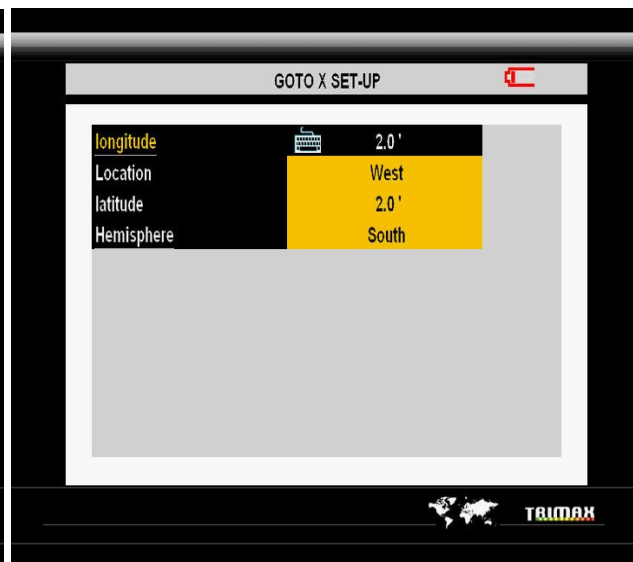 GOTO X SET-UP
longitude 2.0 '
Location West
latitude 2.0 '
Hemisphere South
TRIMAX